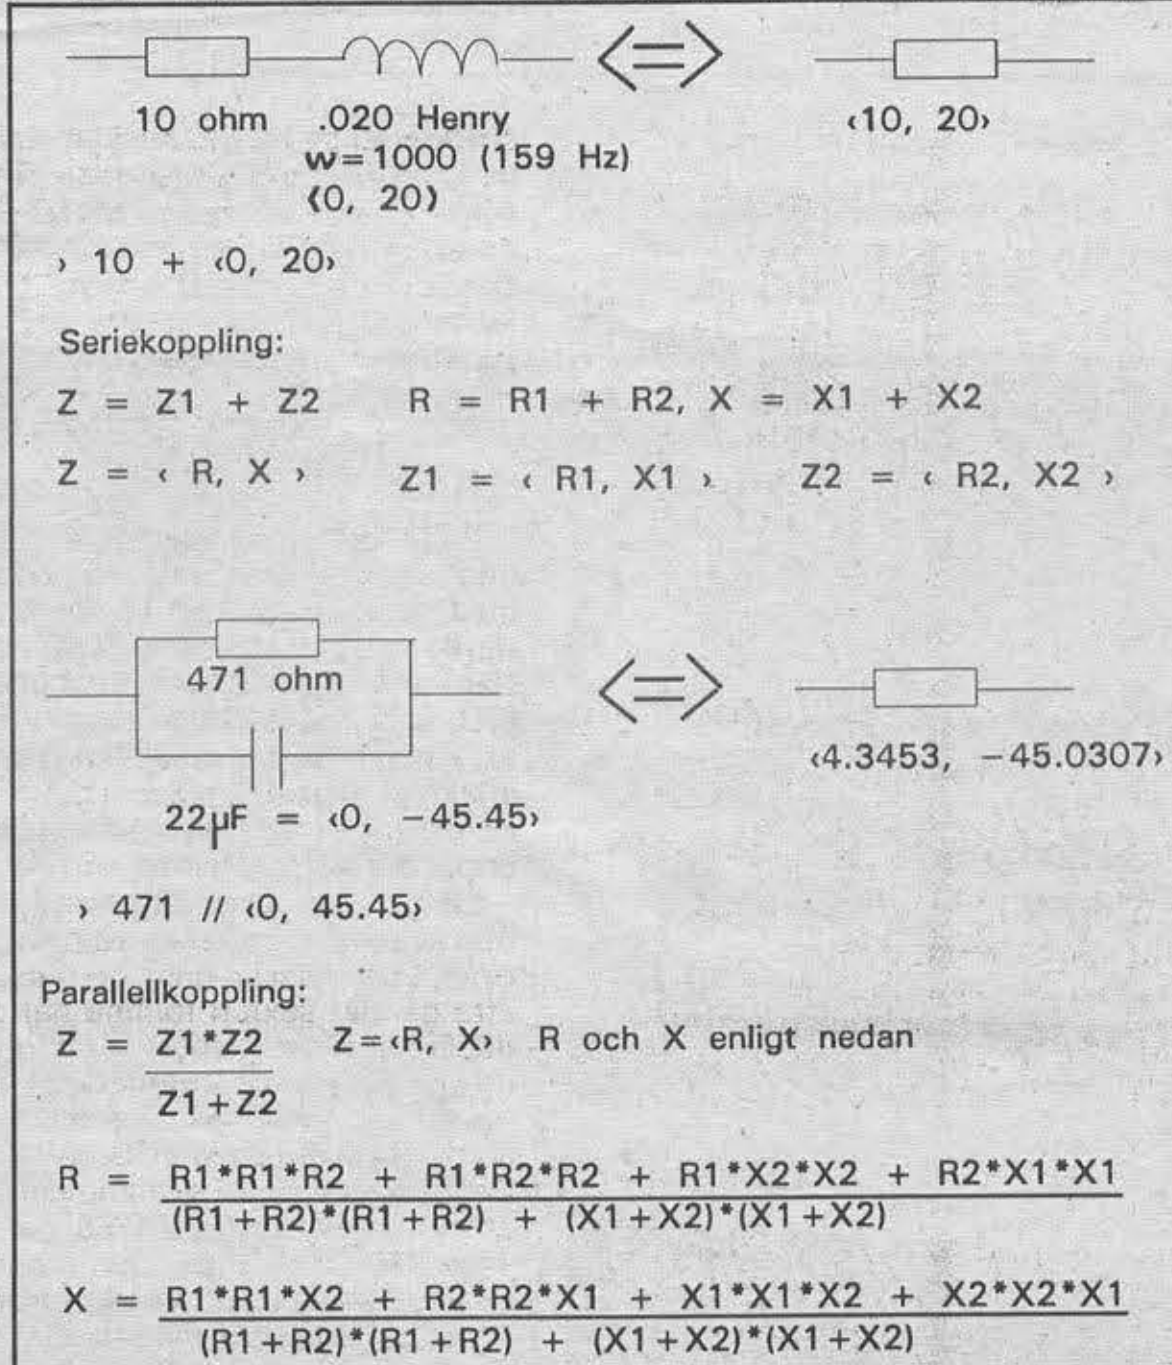 10 ohm .020 Henry ‹10, 20›
w=1000 (159 Hz)
‹0, 20›
› 10 + ‹0, 20›
Seriekoppling:
Z = Z1 + Z2 R = R1 + R2, X = X1 + X2
Z = ‹ R, X › Z1 = ‹ R1, X1 › Z2 = ‹ R2, X2 ›
471 ohm
‹4.3453, −45.0307›
22µF = ‹0, −45.45›
› 471 // ‹0, 45.45›
Parallellkoppling:
Z = Z1*Z2 Z=‹R, X› R och X enligt nedan
Z1+Z2
R = R1*R1*R2 + R1*R2*R2 + R1*X2*X2 + R2*X1*X1
(R1+R2)*(R1+R2) + (X1+X2)*(X1+X2)
X = R1*R1*X2 + R2*R2*X1 + X1*X1*X2 + X2*X2*X1
(R1+R2)*(R1+R2) + (X1+X2)*(X1+X2)